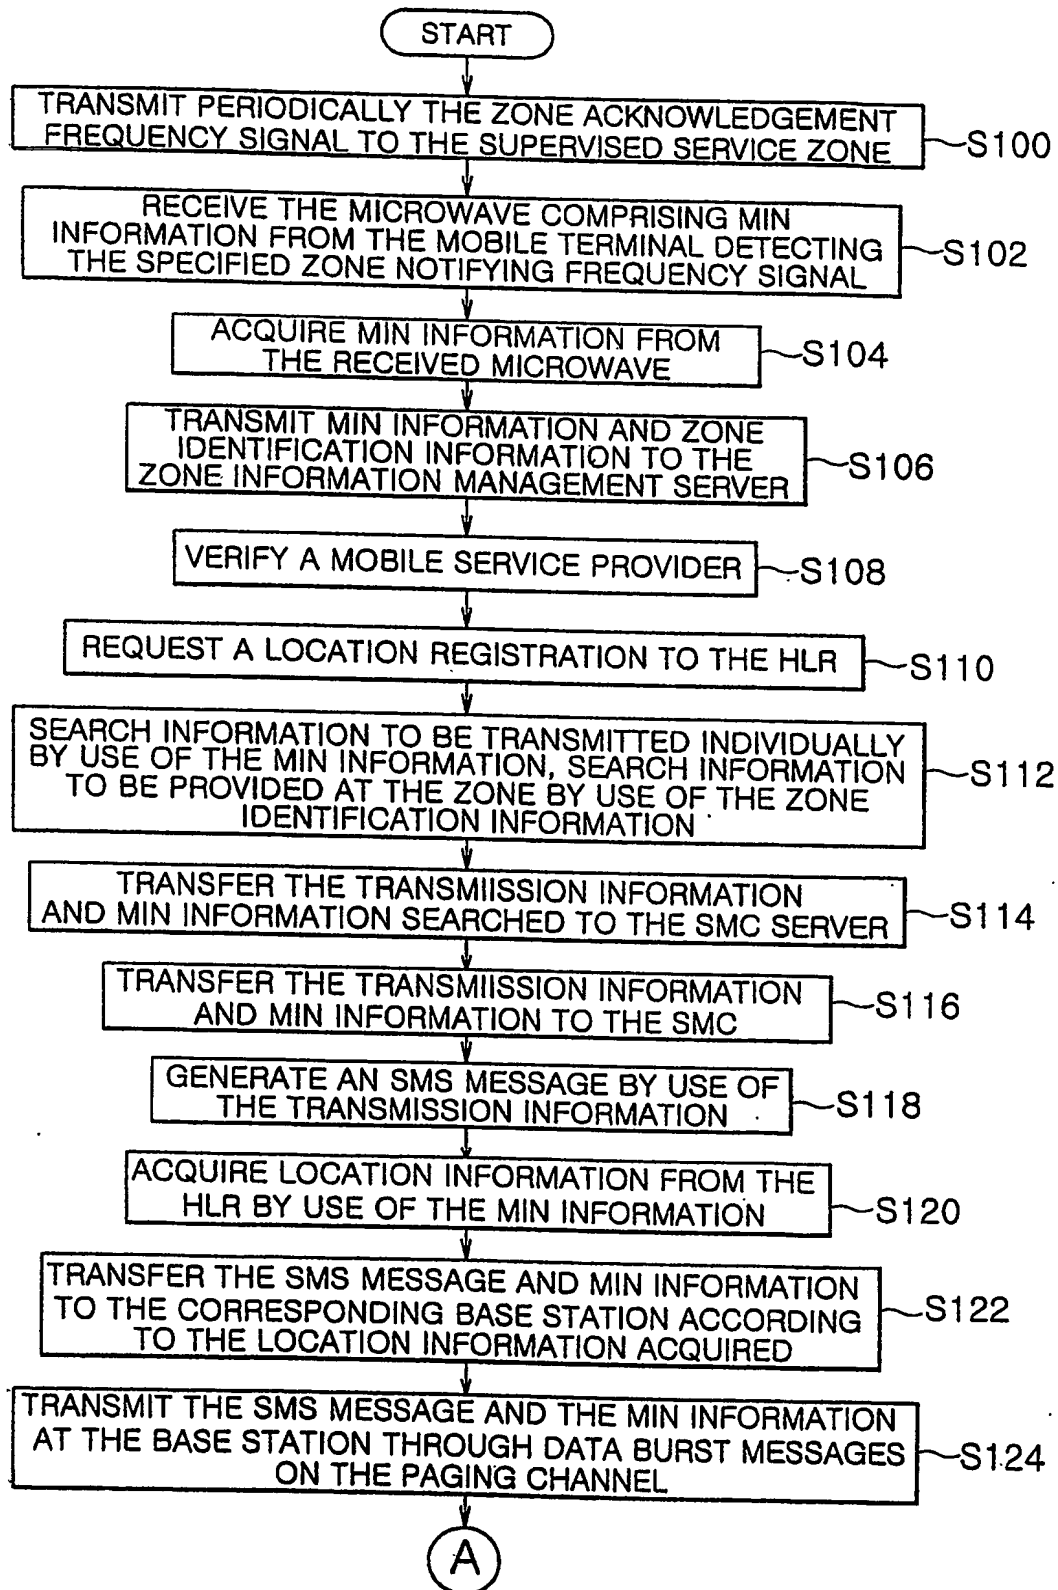 START
TRANSMIT PERIODICALLY THE ZONE ACKNOWLEDGEMENT
FREQUENCY SIGNAL TO THE SUPERVISED SERVICE ZONE
S100
RECEIVE THE MICROWAVE COMPRISING MIN
INFORMATION FROM THE MOBILE TERMINAL DETECTING
THE SPECIFIED ZONE NOTIFYING FREQUENCY SIGNAL
S102
ACQUIRE MIN INFORMATION FROM
THE RECEIVED MICROWAVE
S104
TRANSMIT MIN INFORMATION AND ZONE
IDENTIFICATION INFORMATION TO THE
ZONE INFORMATION MANAGEMENT SERVER
S106
VERIFY A MOBILE SERVICE PROVIDER
S108
REQUEST A LOCATION REGISTRATION TO THE HLR
S110
SEARCH INFORMATION TO BE TRANSMITTED INDIVIDUALLY
BY USE OF THE MIN INFORMATION, SEARCH INFORMATION
TO BE PROVIDED AT THE ZONE BY USE OF THE ZONE
IDENTIFICATION INFORMATION
S112
TRANSFER THE TRANSMIISSION INFORMATION
AND MIN INFORMATION SEARCHED TO THE SMC SERVER
S114
TRANSFER THE TRANSMIISSION INFORMATION
AND MIN INFORMATION TO THE SMC
S116
GENERATE AN SMS MESSAGE BY USE OF
THE TRANSMISSION INFORMATION
S118
ACQUIRE LOCATION INFORMATION FROM THE
HLR BY USE OF THE MIN INFORMATION
S120
TRANSFER THE SMS MESSAGE AND MIN INFORMATION
TO THE CORRESPONDING BASE STATION ACCORDING
TO THE LOCATION INFORMATION ACQUIRED
S122
TRANSMIT THE SMS MESSAGE AND THE MIN INFORMATION
AT THE BASE STATION THROUGH DATA BURST MESSAGES
ON THE PAGING CHANNEL
S124
A